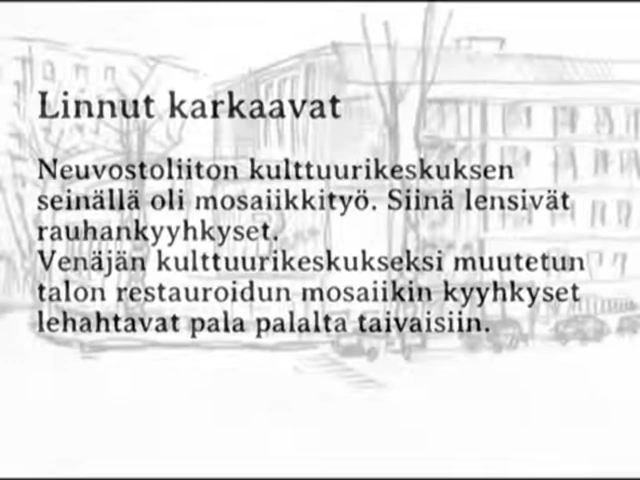 Linnut karkaavat
Neuvostoliiton kulttuurikeskuksen
seinällä oli mosaiikkityö. Siinä lensivät
rauhankyyhkyset.
Venäjän kulttuurikeskukseksi muutetun
talon restauroidun mosaiikin kyyhkyset
lehahtavat pala palalta taivaisiin.